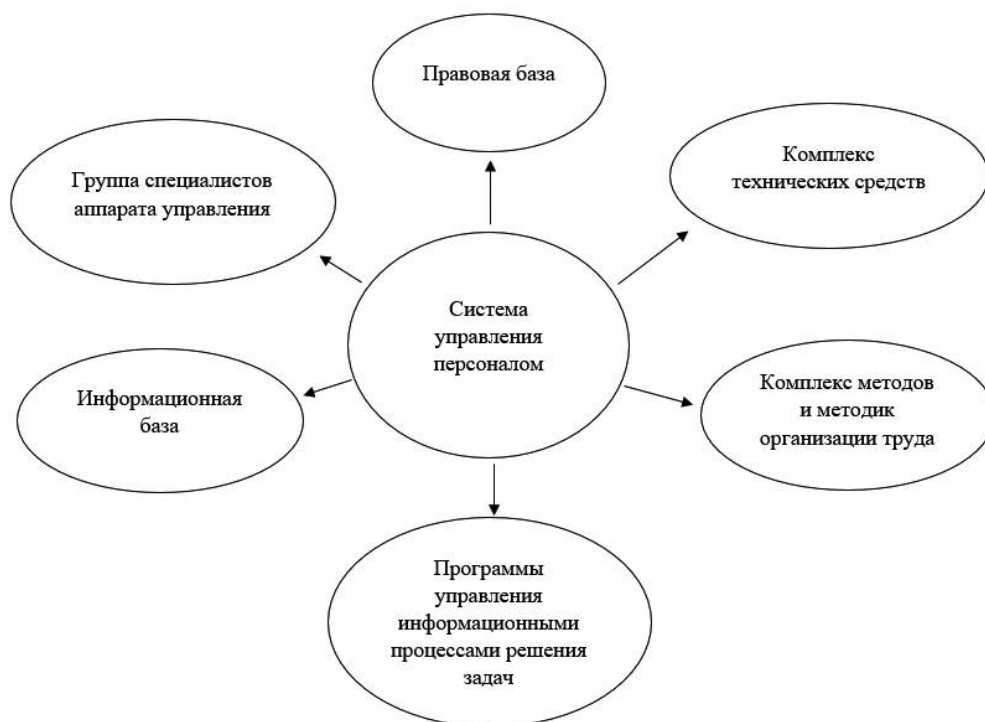 Правовая база
Группа специалистов
аппарата управления
Комплекс
технических средств
Система
управления
персоналом
Информационная
база
Комплекс методов
и методик
организации труда
Программы
управления
информационными
процессами решения
задач